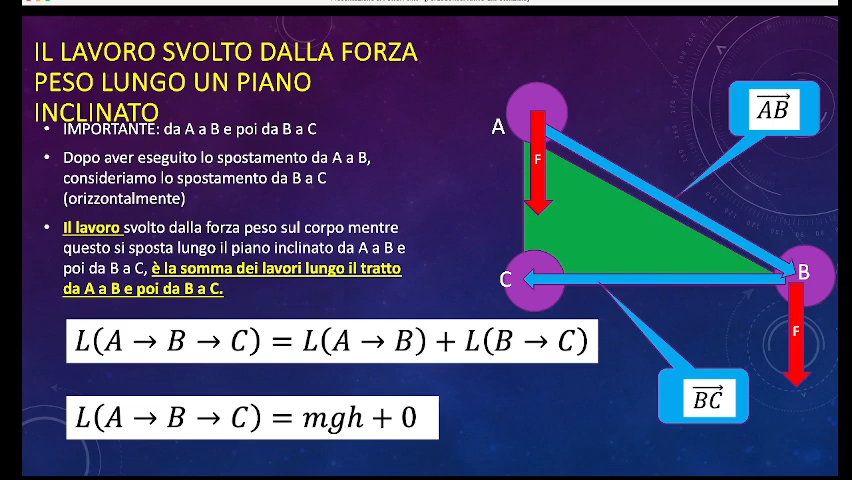 IL LAVORO SVOLTO DALLA FORZA
PESO LUNGO UN PIANO
INCLINATO
• IMPORTANTE: da A a B e poi da B a C
• Dopo aver eseguito lo spostamento da A a B,
consideriamo lo spostamento da B a C
(orizzontalmente)
• Il lavoro svolto dalla forza peso sul corpo mentre
questo si sposta lungo il piano inclinato da A a B e
poi da B a C, è la somma dei lavori lungo il tratto
da A a B e poi da B a C.
L(A → B → C) = L(A → B) + L(B → C)
L(A → B → C) = mgh + 0
A
F
AB
C
B
F
BC